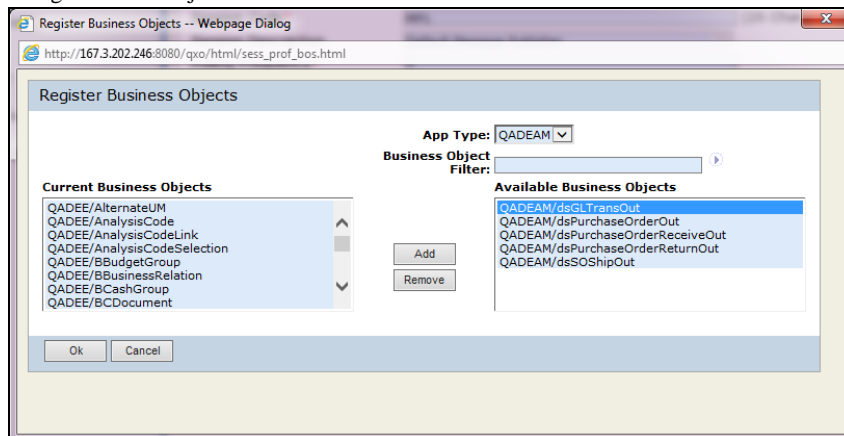 Register Business Objects -- Webpage Dialog
X
http://167.3.202.246:8080/qxo/html/sess_prof_bos.html
Register Business Objects
App Type: QADEAM
Business Object
Filter:
Current Business Objects
Available Business Objects
QADEE/AlternateUM
QADEE/AnalysisCode
QADEE/AnalysisCodeLink
QADEE/AnalysisCodeSelection
QADEE/BBudgetGroup
QADEE/BBusinessRelation
QADEE/BCashGroup
QADEE/BCDocument
Add
Remove
QADEAM/dsGLTransOut
QADEAM/dsPurchaseOrderOut
QADEAM/dsPurchaseOrderReceiveOut
QADEAM/dsPurchaseOrderReturnOut
QADEAM/dsSOShipOut
Ok
Cancel